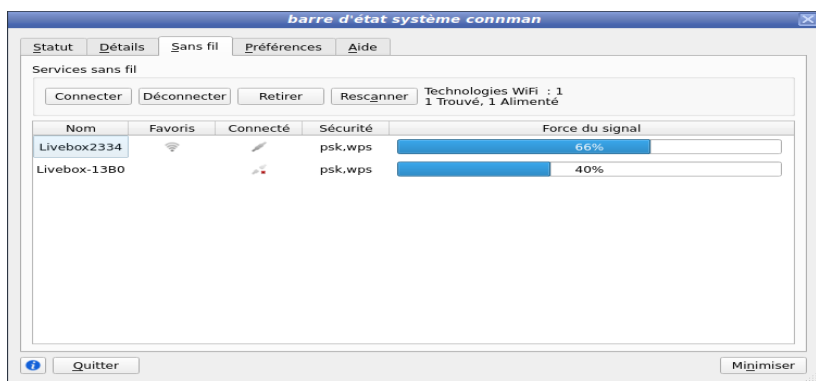 barre d'état système connman
Statut Détails Sans fil Préférences Aide
Services sans fil
Connecter Déconnecter Retirer Rescanner Technologies WiFi : 1
1 Trouvé, 1 Alimenté
Nom Favoris Connecté Sécurité Force du signal
Livebox2334 psk,wps 66%
Livebox-13B0 psk,wps 40%
i Quitter Minimiser